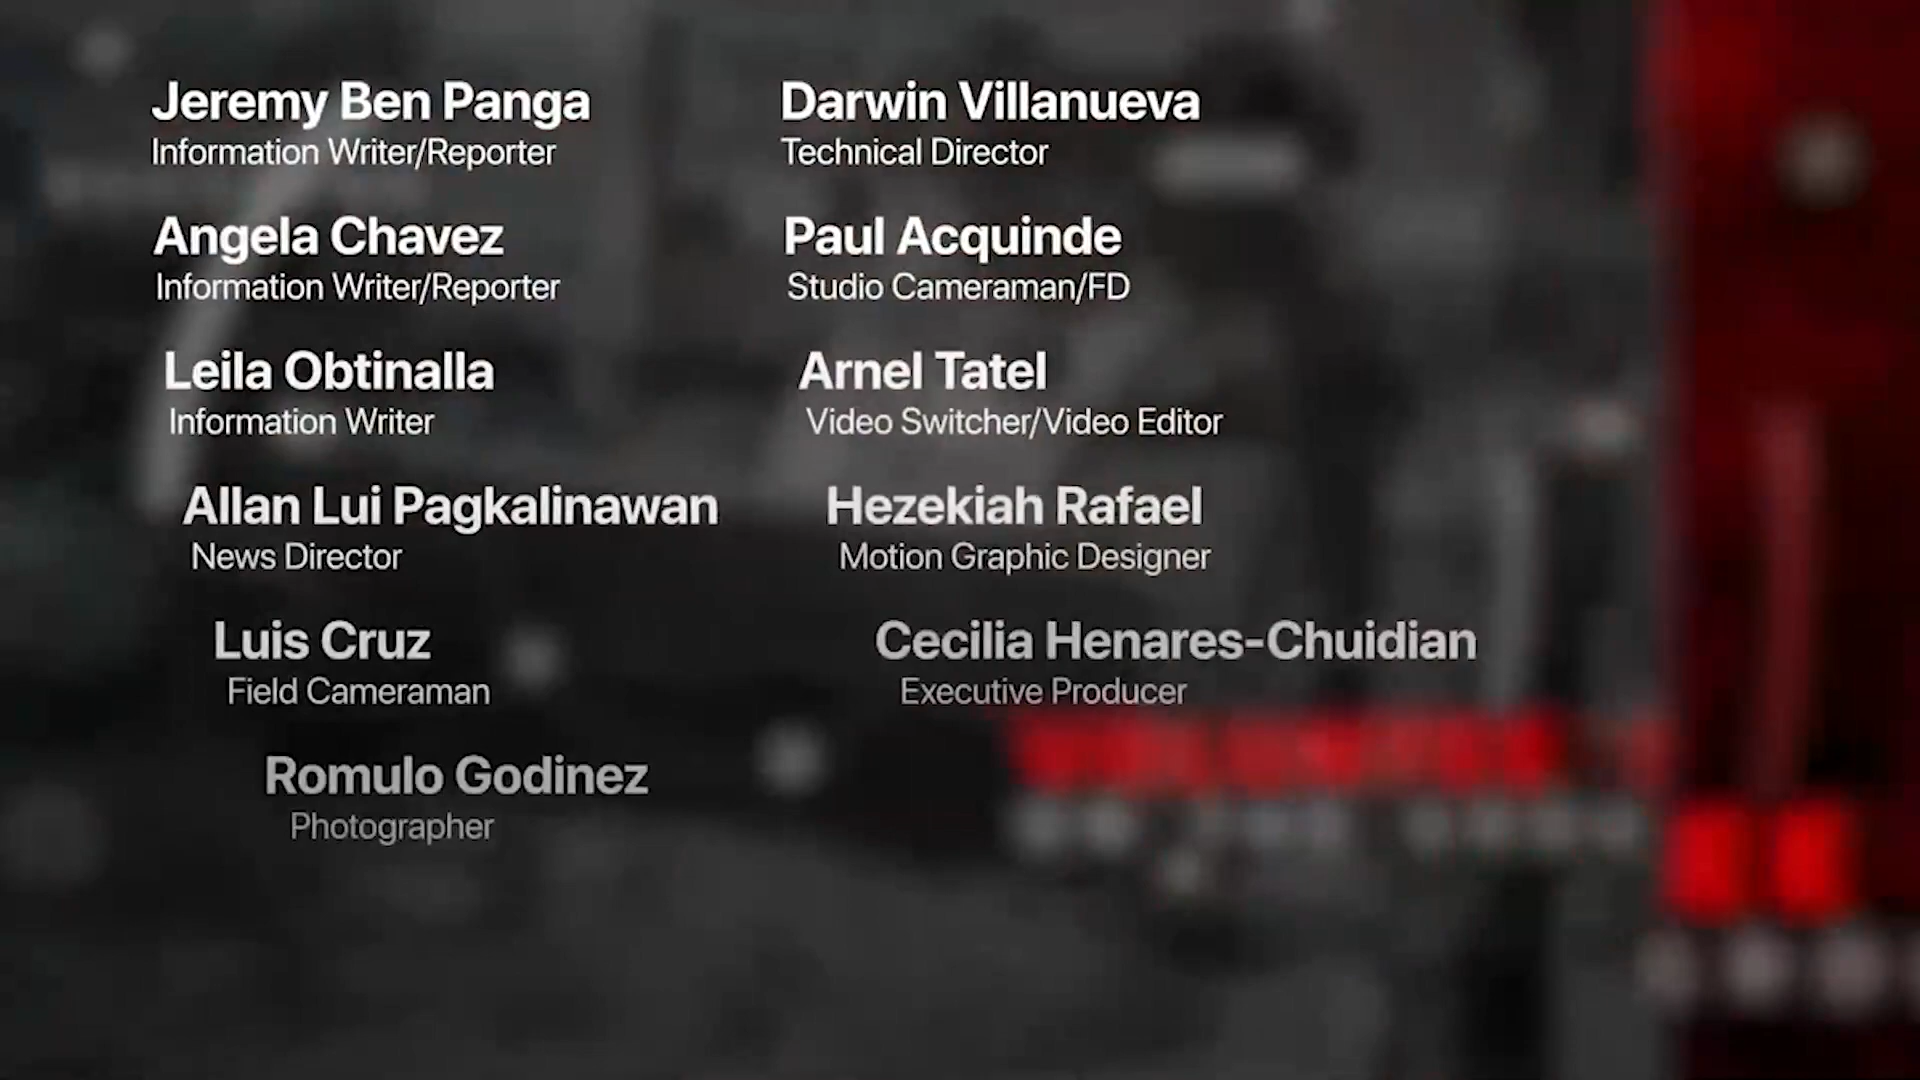 Jeremy Ben Panga
Information Writer/Reporter
Angela Chavez
Information Writer/Reporter
Leila Obtinalla
Information Writer
Allan Lui Pagkalinawan
News Director
Luis Cruz
Field Cameraman
Romulo Godinez
Photographer
Darwin Villanueva
Technical Director
Paul Acquinde
Studio Cameraman/FD
Arnel Tatel
Video Switcher/Video Editor
Hezekiah Rafael
Motion Graphic Designer
Cecilia Henares-Chuidian
Executive Producer